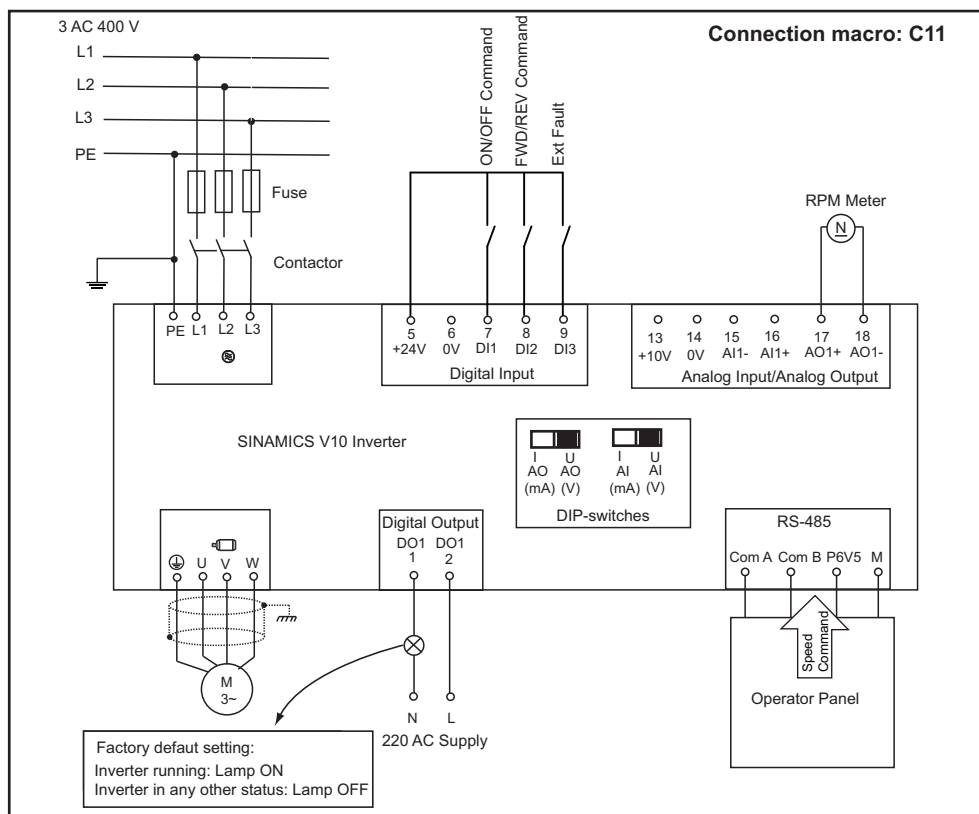 Connection macro: C11
3 AC 400 V
L1
L2
L3
PE
Fuse
Contactor
ON/OFF Command
FWD/REV Command
Ext Fault
RPM Meter
N
PE L1 L2 L3
5 6 7 8 9
+24V 0V DI1 DI2 DI3
Digital Input
13 14 15 16 17 18
+10V 0V AI1- AI1+ AO1+ AO1-
Analog Input/Analog Output
SINAMICS V10 Inverter
I U I U
AO AO AI AI
(mA) (V) (mA) (V)
DIP-switches
U V W
Digital Output
DO1 DO1
1 2
RS-485
Com A Com B P6V5 M
Speed Command
Operator Panel
M
3~
N L
220 AC Supply
Factory defaut setting:
Inverter running: Lamp ON
Inverter in any other status: Lamp OFF